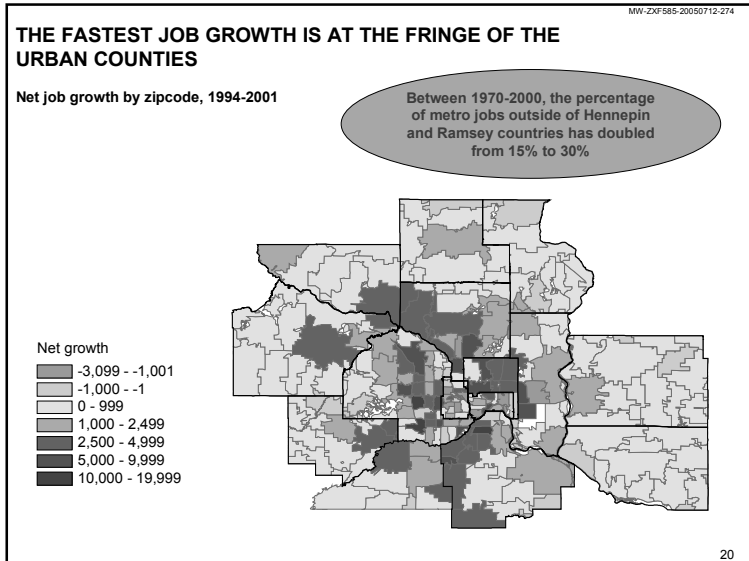 MW-ZXF585-20050712-274
THE FASTEST JOB GROWTH IS AT THE FRINGE OF THE
URBAN COUNTIES
Net job growth by zipcode, 1994-2001
Between 1970-2000, the percentage
of metro jobs outside of Hennepin
and Ramsey countries has doubled
from 15% to 30%
Net growth
-3,099 - -1,001
-1,000 - -1
0 - 999
1,000 - 2,499
2,500 - 4,999
5,000 - 9,999
10,000 - 19,999
20